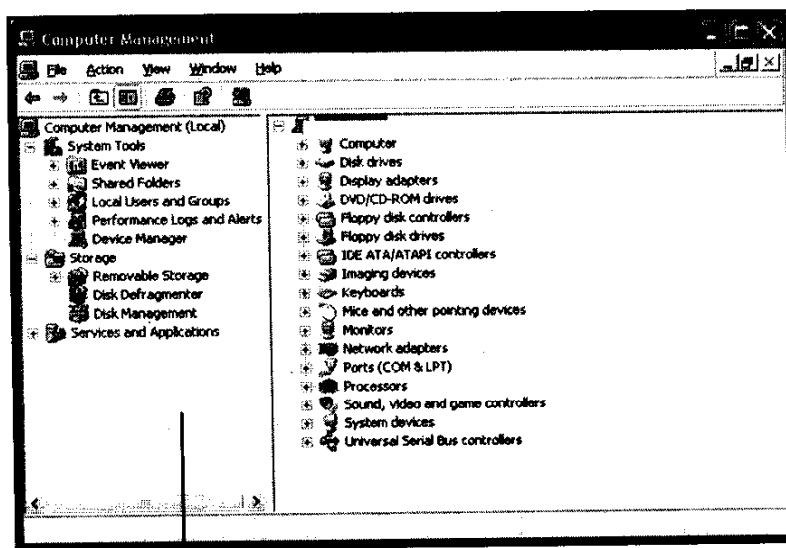 Computer Management
File Action View Window Help
Computer Management (Local)
System Tools
Event Viewer
Shared Folders
Local Users and Groups
Performance Logs and Alerts
Device Manager
Storage
Removable Storage
Disk Defragmenter
Disk Management
Services and Applications
Computer
Disk drives
Display adapters
DVD/CD-ROM drives
Floppy disk controllers
Floppy disk drives
IDE ATA/ATAPI controllers
Imaging devices
Keyboards
Mice and other pointing devices
Monitors
Network adapters
Ports (COM & LPT)
Processors
Sound, video and game controllers
System devices
Universal Serial Bus controllers